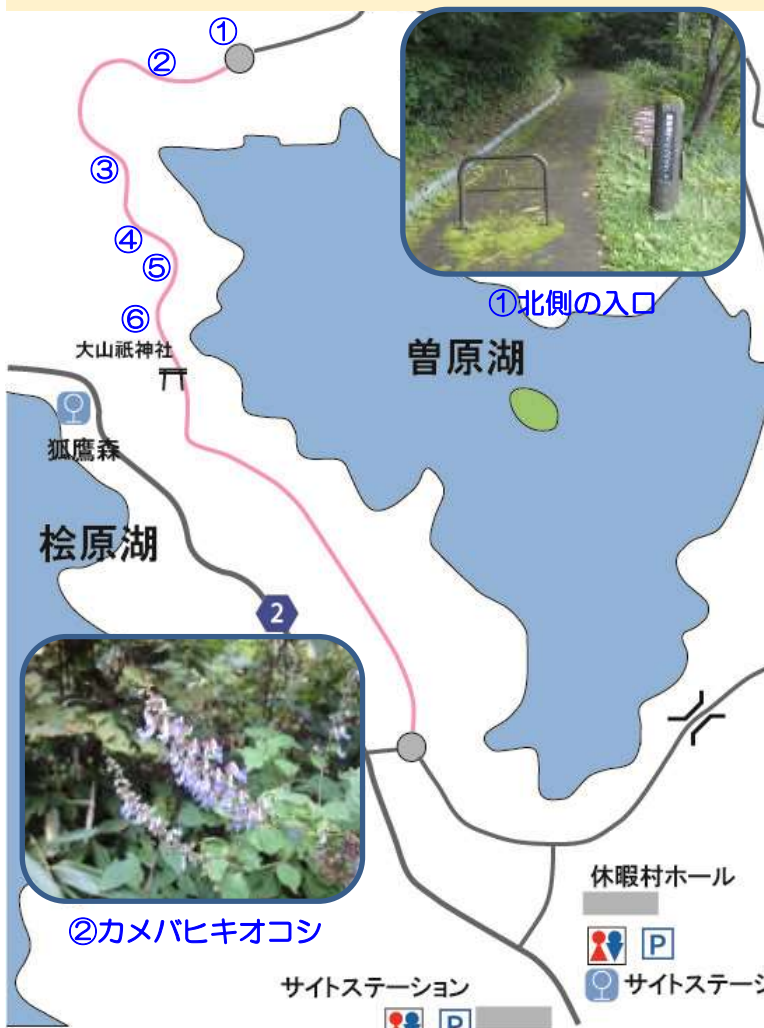 ①
②
③
④
⑤
⑥
①北側の入口
大山祇神社
曽原湖
狐鷹森
桧原湖
2
②カメバヒキオコシ
休暇村ホール
P
サイトステーション
サイトステーシ
P